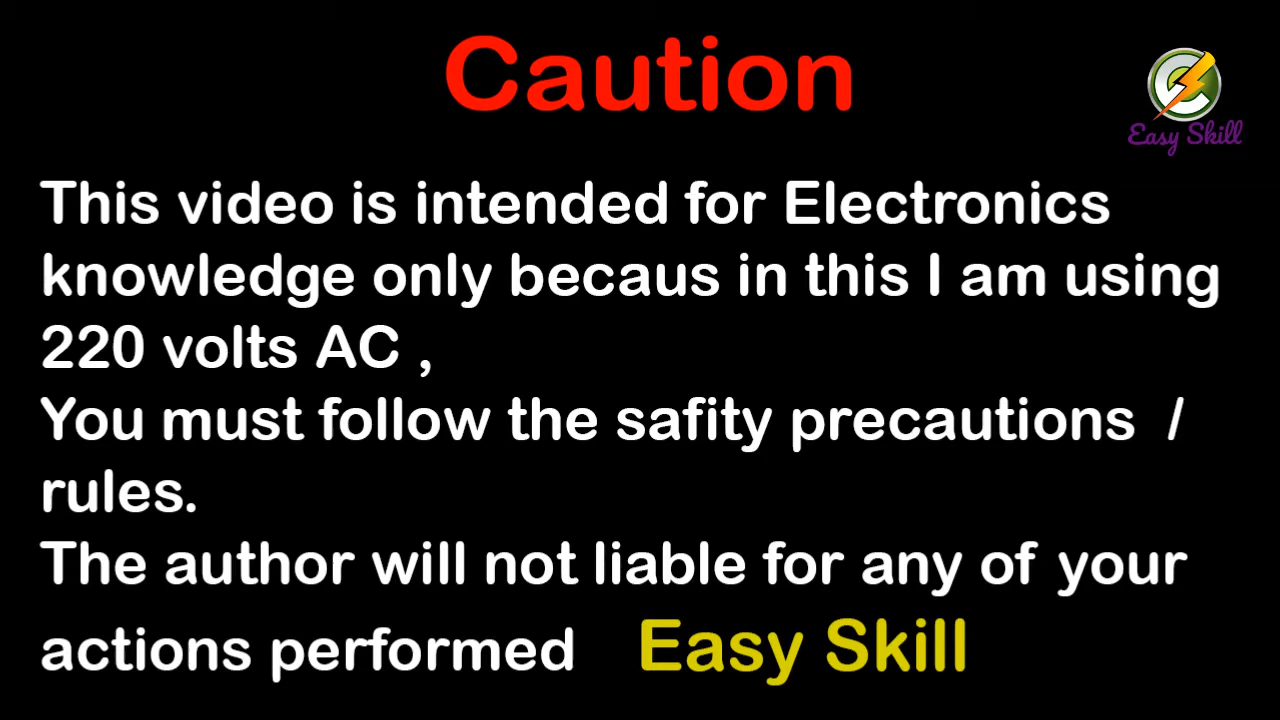 Caution
Easy Skill
This video is intended for Electronics
knowledge only becaus in this I am using
220 volts AC ,
You must follow the safity precautions /
rules.
The author will not liable for any of your
actions performed Easy Skill